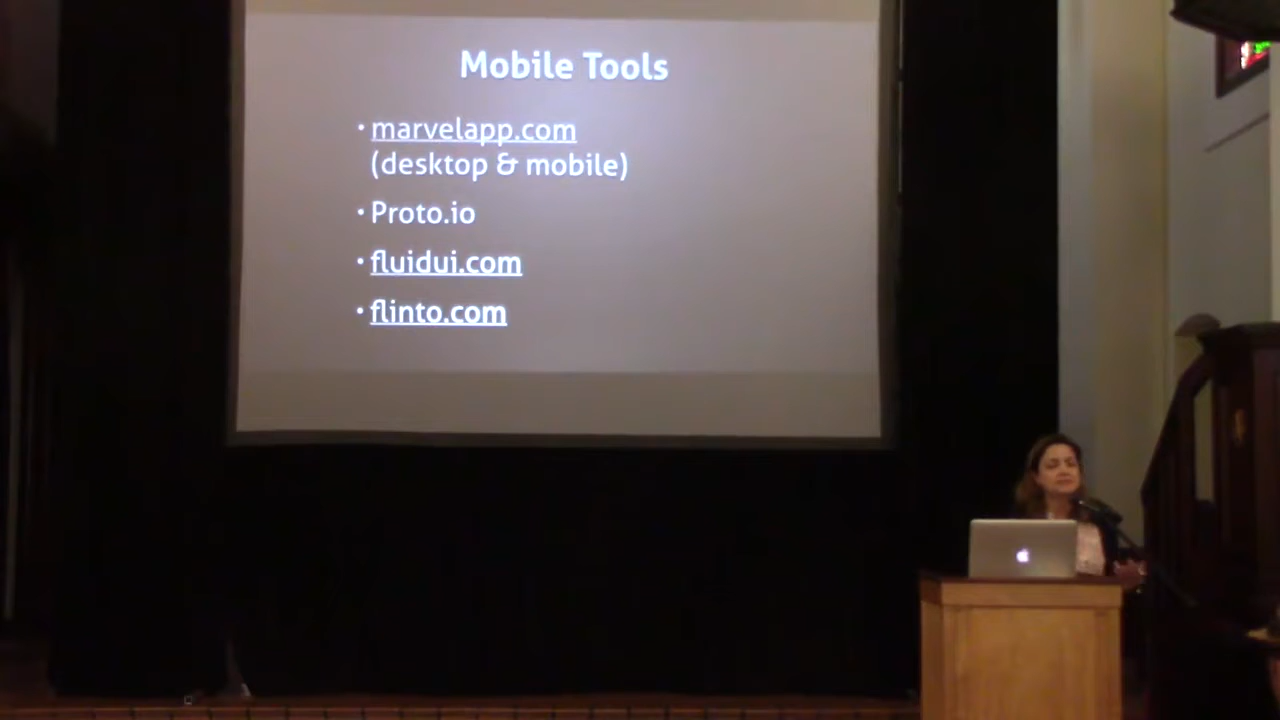 Mobile Tools
• marvelapp.com
(desktop & mobile)
• Proto.io
• fluidui.com
• flinto.com